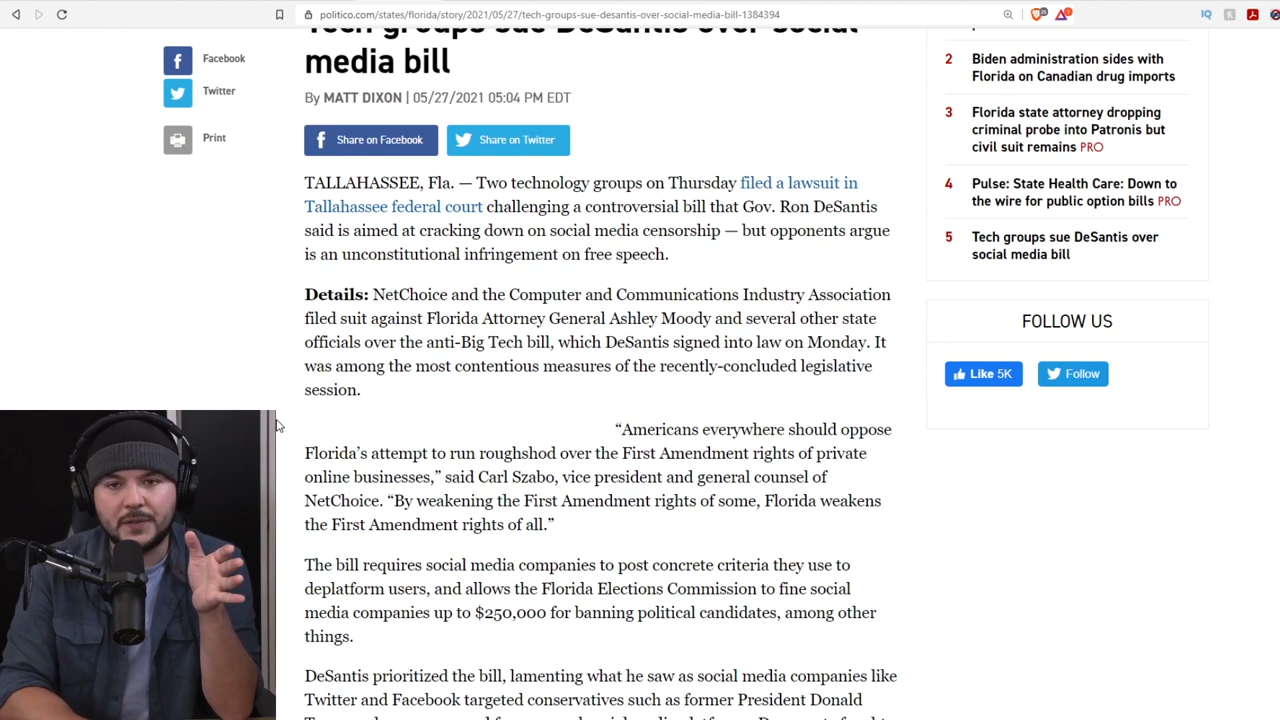 politico.com/states/florida/story/2021/05/27/tech-groups-sue-desantis-over-social-media-bill-1384394
IQ
Tech groups sue DeSantis over social
media bill
By MATT DIXON | 05/27/2021 05:04 PM EDT
Facebook
Twitter
Print
Share on Facebook
Share on Twitter
TALLAHASSEE, Fla. — Two technology groups on Thursday filed a lawsuit in
Tallahassee federal court challenging a controversial bill that Gov. Ron DeSantis
said is aimed at cracking down on social media censorship — but opponents argue
is an unconstitutional infringement on free speech.
Details: NetChoice and the Computer and Communications Industry Association
filed suit against Florida Attorney General Ashley Moody and several other state
officials over the anti-Big Tech bill, which DeSantis signed into law on Monday. It
was among the most contentious measures of the recently-concluded legislative
session.
“Americans everywhere should oppose
Florida’s attempt to run roughshod over the First Amendment rights of private
online businesses,” said Carl Szabo, vice president and general counsel of
NetChoice. “By weakening the First Amendment rights of some, Florida weakens
the First Amendment rights of all.”
The bill requires social media companies to post concrete criteria they use to
deplatform users, and allows the Florida Elections Commission to fine social
media companies up to $250,000 for banning political candidates, among other
things.
DeSantis prioritized the bill, lamenting what he saw as social media companies like
Twitter and Facebook targeted conservatives such as former President Donald
2 Biden administration sides with
Florida on Canadian drug imports
3 Florida state attorney dropping
criminal probe into Patronis but
civil suit remains PRO
4 Pulse: State Health Care: Down to
the wire for public option bills PRO
5 Tech groups sue DeSantis over
social media bill
FOLLOW US
Like 5K
Follow